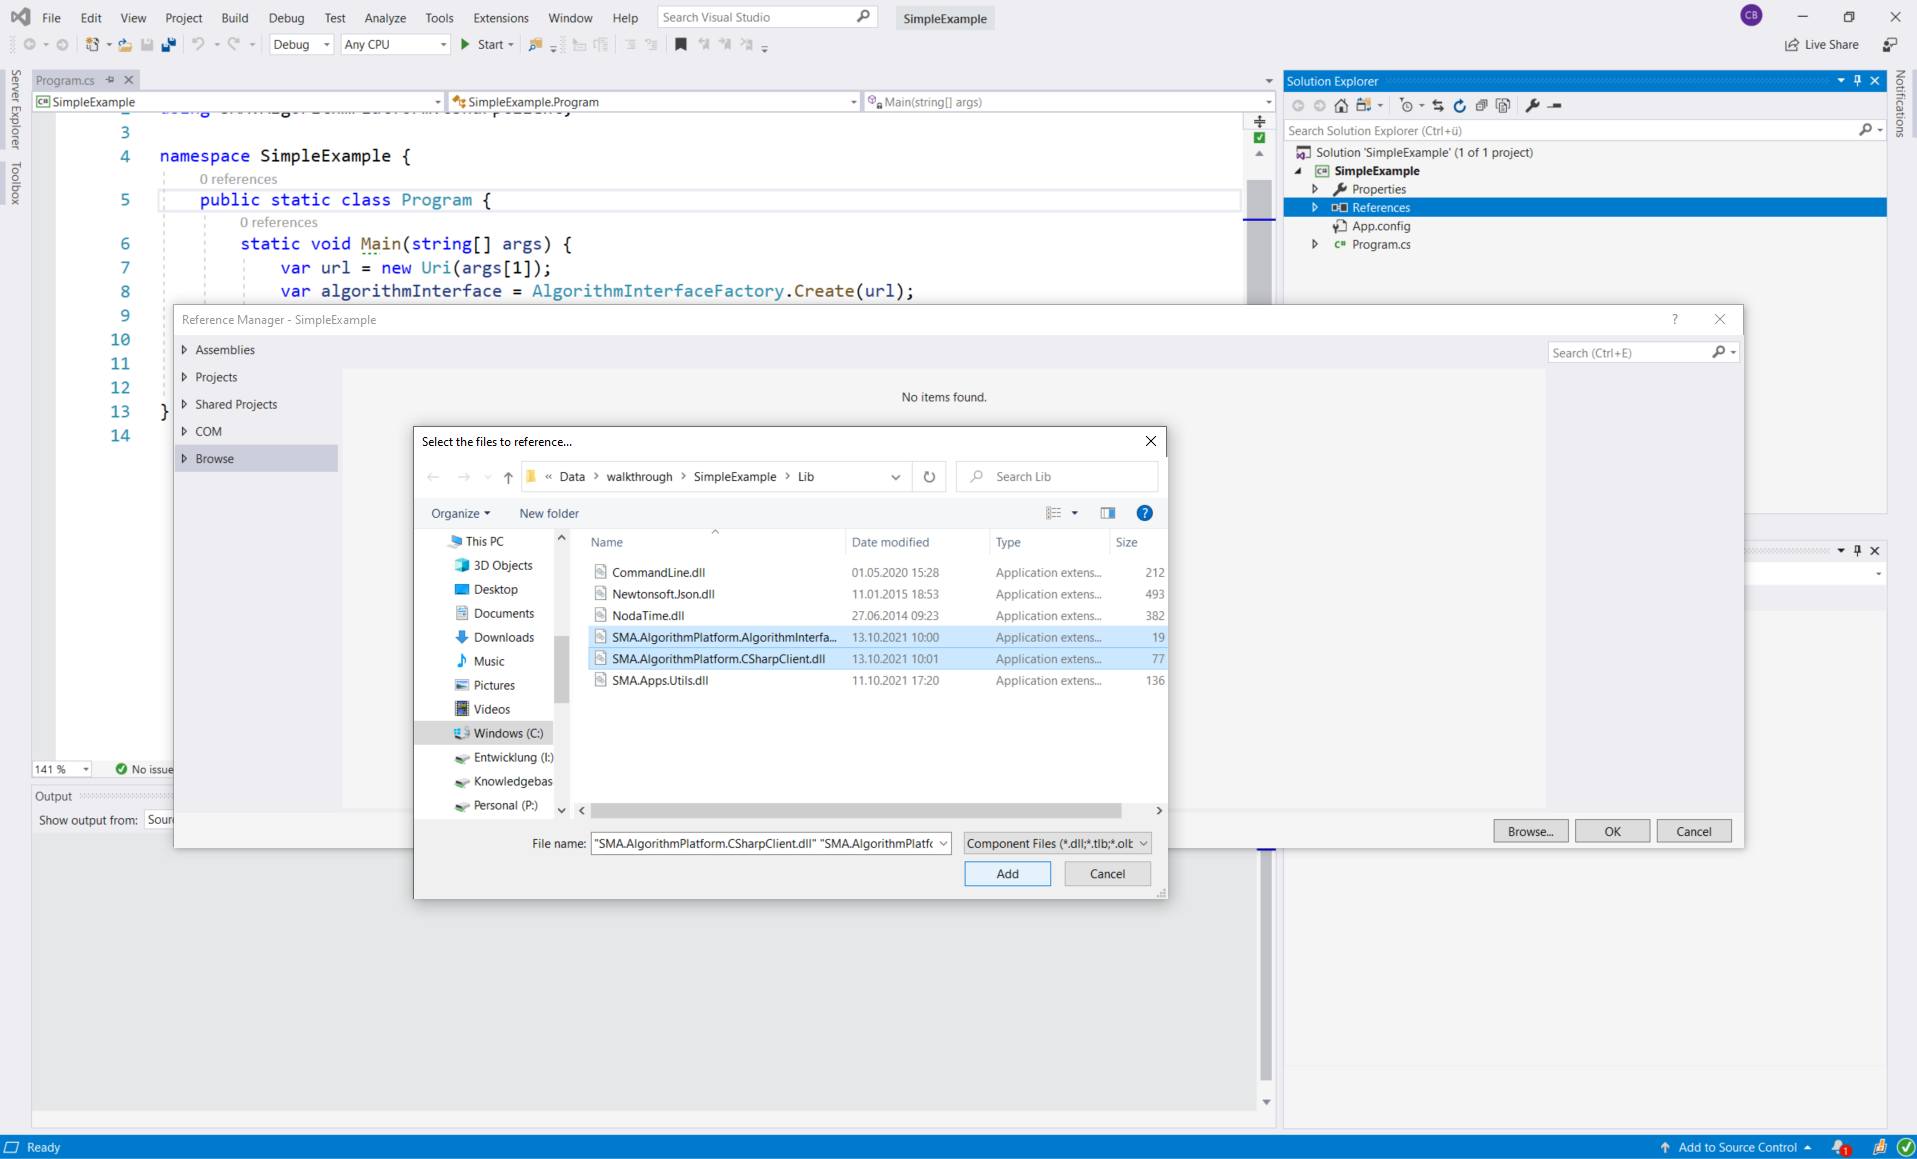 File Edit View Project Build Debug Test Analyze Tools Extensions Window Help Search Visual Studio SimpleExample CB
Debug Any CPU Start Live Share
Server Explorer
Toolbox
Notifications
Program.cs
SimpleExample SimpleExample.Program Main(string[] args)
3
4 namespace SimpleExample {
0 references
5 public static class Program {
0 references
6 static void Main(string[] args) {
7 var url = new Uri(args[1]);
8 var algorithmInterface = AlgorithmInterfaceFactory.Create(url);
9
10
11
12
13 }
14
141 % No issue
Output
Show output from: Sour
Solution Explorer
Search Solution Explorer (Ctrl+ü)
Solution 'SimpleExample' (1 of 1 project)
SimpleExample
Properties
References
App.config
C# Program.cs
Reference Manager - SimpleExample ?
Assemblies
Projects
Shared Projects
COM
Browse
Search (Ctrl+E)
No items found.
Browse... OK Cancel
Select the files to reference...
« Data › walkthrough › SimpleExample › Lib Search Lib
Organize New folder ?
This PC
3D Objects
Desktop
Documents
Downloads
Music
Pictures
Videos
Windows (C:)
Entwicklung (I:)
Knowledgebas
Personal (P:)
Name Date modified Type Size
CommandLine.dll 01.05.2020 15:28 Application extens... 212
Newtonsoft.Json.dll 11.01.2015 18:53 Application extens... 493
NodaTime.dll 27.06.2014 09:23 Application extens... 382
SMA.AlgorithmPlatform.AlgorithmInterfa... 13.10.2021 10:00 Application extens... 19
SMA.AlgorithmPlatform.CSharpClient.dll 13.10.2021 10:01 Application extens... 77
SMA.Apps.Utils.dll 11.10.2021 17:20 Application extens... 136
File name: "SMA.AlgorithmPlatform.CSharpClient.dll" "SMA.AlgorithmPlatfc Component Files (*.dll;*.tlb;*.olb
Add Cancel
Ready Add to Source Control 1